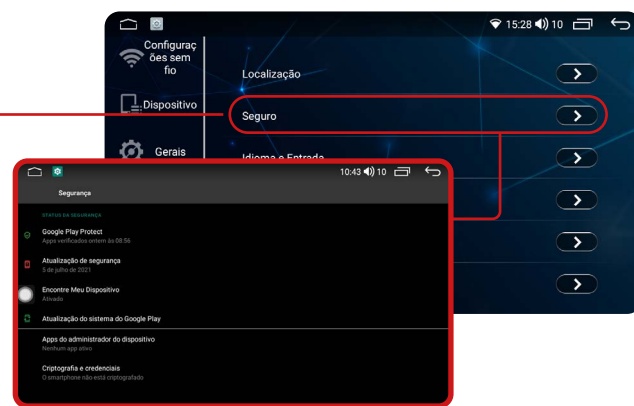 15:28 10
Configuraç
ões sem
fio
Localização
Dispositivo
Seguro
Gerais
Idioma e Entrada
10:43 10
Segurança
STATUS DA SEGURANÇA
Google Play Protect
Apps verificados ontem às 08:56
Atualização de segurança
5 de julho de 2021
Encontre Meu Dispositivo
Ativado
Atualização do sistema do Google Play
Apps do administrador do dispositivo
Nenhum app ativo
Criptografia e credenciais
O smartphone não está criptografado